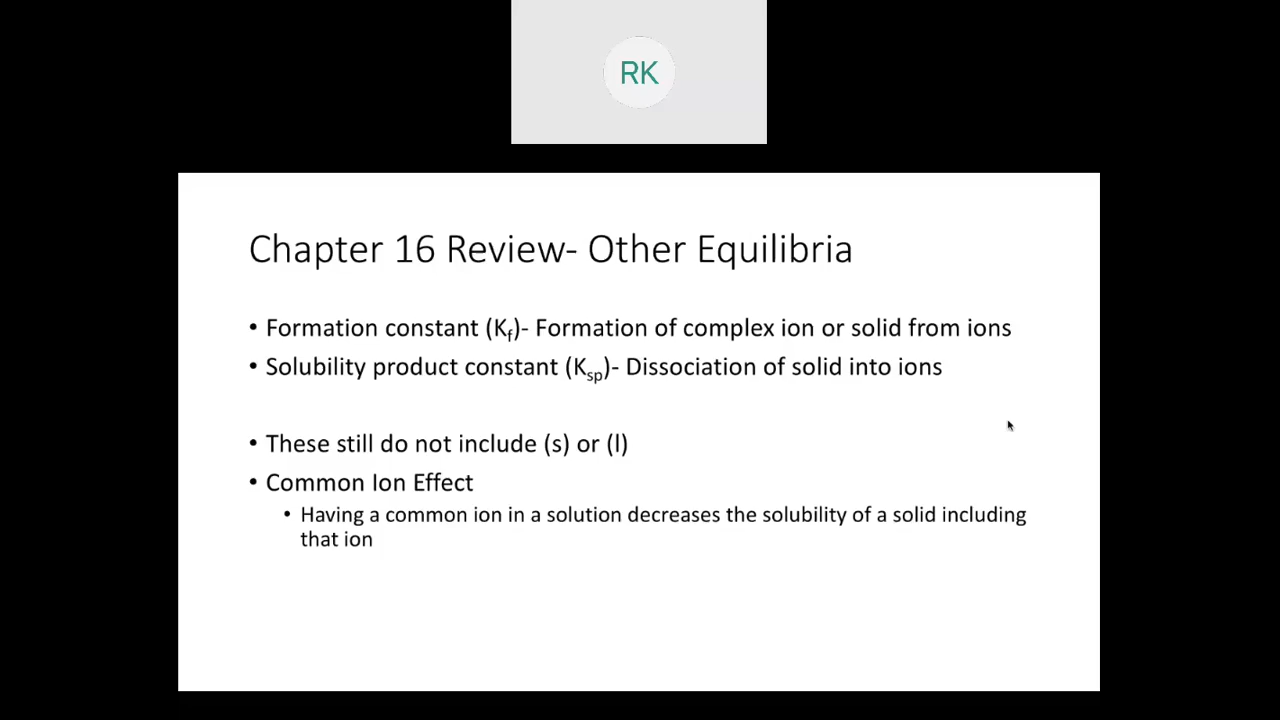 RK
Chapter 16 Review- Other Equilibria
• Formation constant (Kf)- Formation of complex ion or solid from ions
• Solubility product constant (Ksp)- Dissociation of solid into ions
• These still do not include (s) or (l)
• Common Ion Effect
• Having a common ion in a solution decreases the solubility of a solid including
that ion